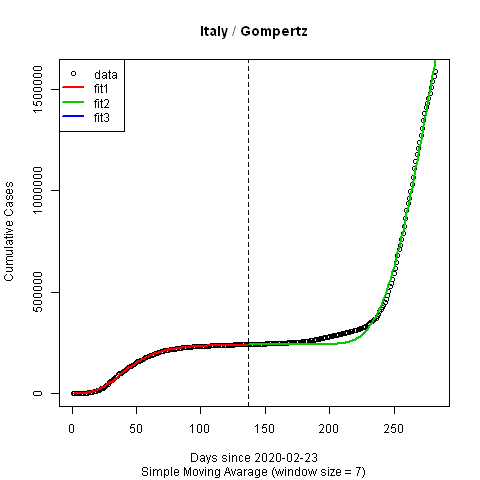 Italy / Gompertz
data
fit1
fit2
fit3
Cumulative Cases
0
500000
1000000
1500000
0 50 100 150 200 250
Days since 2020-02-23
Simple Moving Avarage (window size = 7)